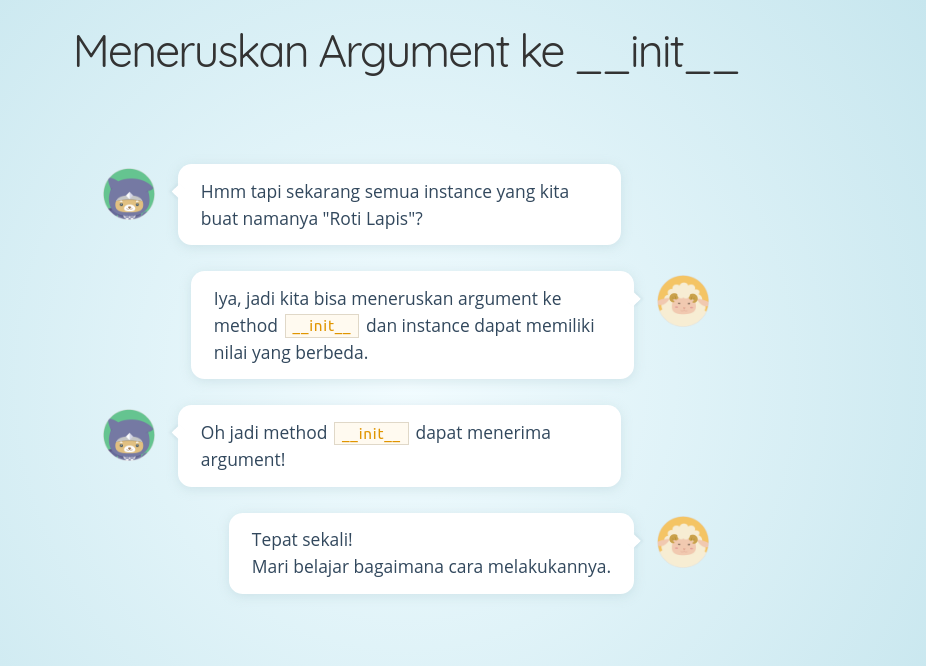 Meneruskan Argument ke __init__
Hmm tapi sekarang semua instance yang kita
buat namanya "Roti Lapis"?
Iya, jadi kita bisa meneruskan argument ke
method __init__ dan instance dapat memiliki
nilai yang berbeda.
Oh jadi method __init__ dapat menerima
argument!
Tepat sekali!
Mari belajar bagaimana cara melakukannya.